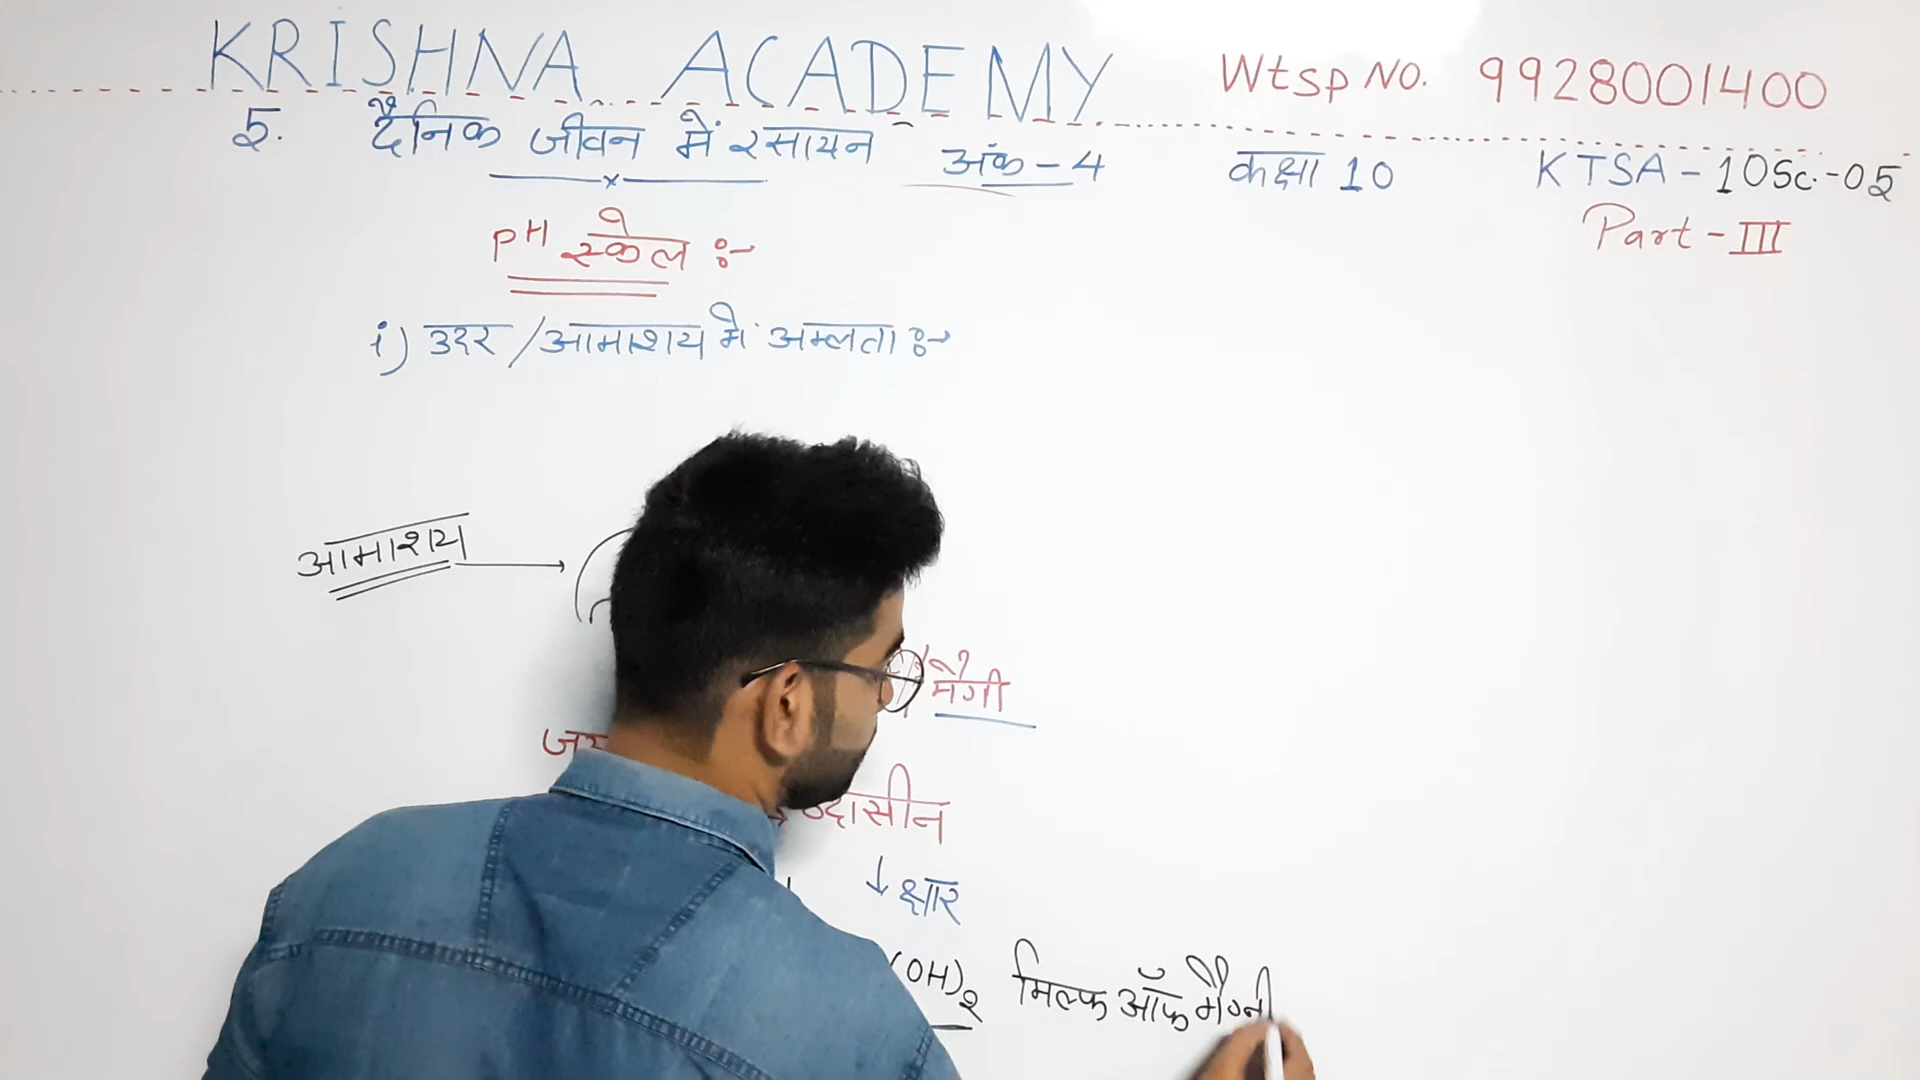 KRISHNA ACADEMY
Wtsp NO. 9928001400
5. दैनिक जीवन में रसायन अंक - 4
कक्षा 10
KTSA - 10Sc. - 05
Part - III
pH स्केल :-
i) उदर / आमाशय में अम्लता :-
आमाशय
मैगी
उदासीन
↓ क्षार
(OH)2 मिल्क ऑफ मैग्नी